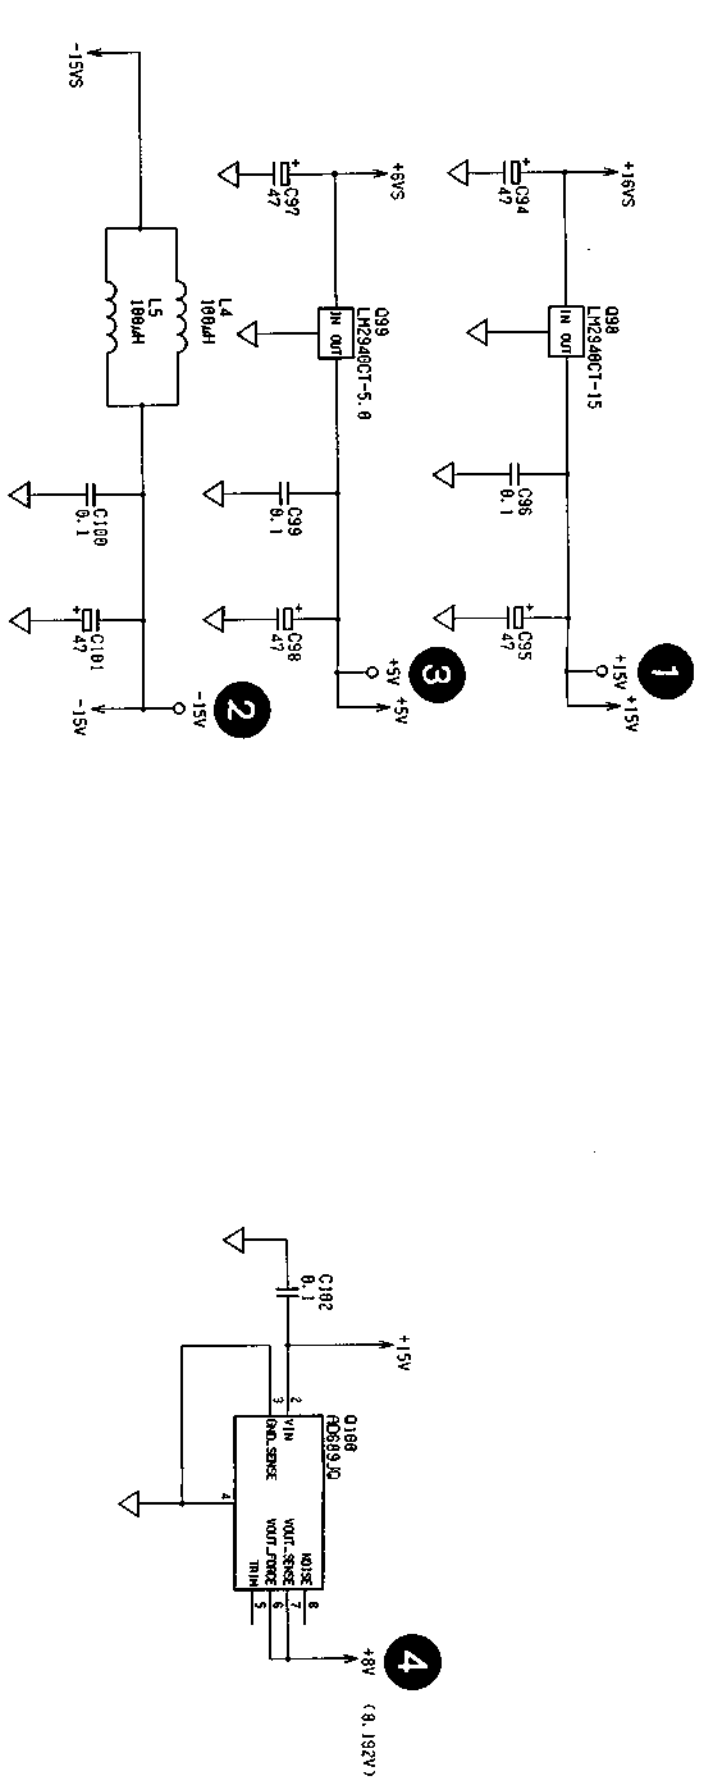 +16VS
+
C94
47
Q98
LM2940CT-15
IN OUT
C96
0.1
+
C95
47
+15V
+15V
1
+6VS
+
C97
47
Q99
LM2940CT-5.0
IN OUT
C99
0.1
+
C98
47
+5V
+5V
3
-15VS
L4
100µH
L5
100µH
C100
0.1
+
C101
47
-15V
-15V
2
C102
0.1
+15V
Q100
AD689JQ
2
VIN
3
GND_SENSE
4
NOISE
8
VOUT_SENSE
7
VOUT_FORCE
6
TRIM
5
+8V
(8.192V)
4